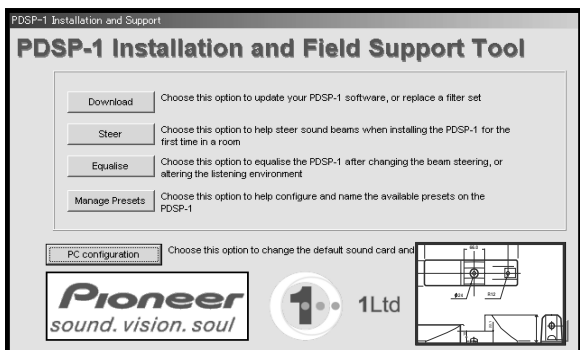 PDSP-1 Installation and Support
PDSP-1 Installation and Field Support Tool
Download
Choose this option to update your PDSP-1 software, or replace a filter set
Steer
Choose this option to help steer sound beams when installing the PDSP-1 for the
first time in a room
Equalise
Choose this option to equalise the PDSP-1 after changing the beam steering, or
altering the listening environment
Manage Presets
Choose this option to help configure and name the available presets on the
PDSP-1
PC configuration
Choose this option to change the default sound card and
Pioneer
sound. vision. soul
1
1Ltd